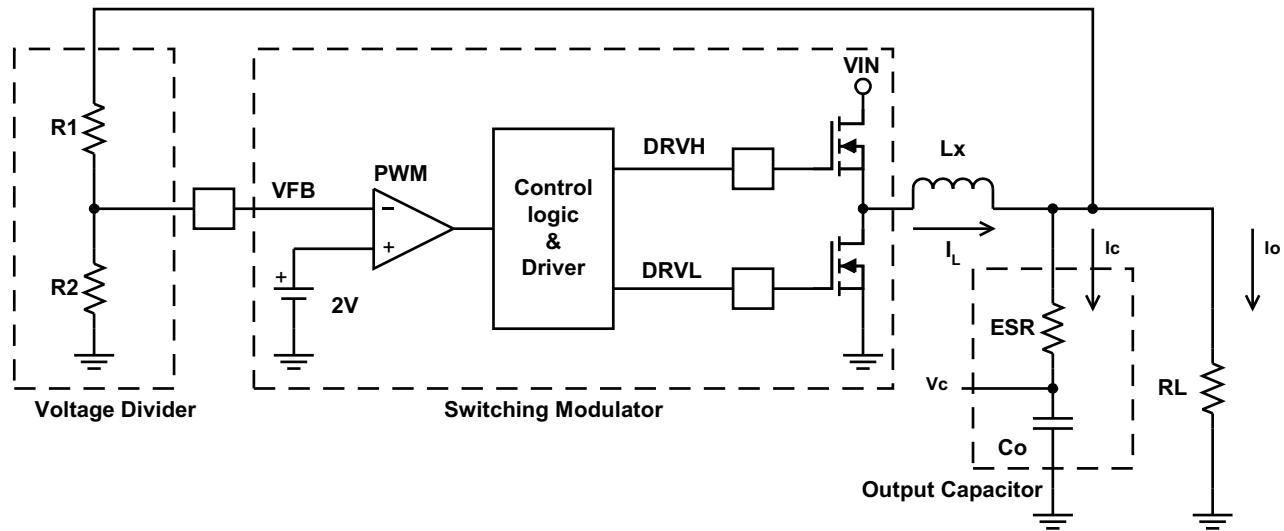 VIN
R1
DRVH
Lx
PWM
VFB
Control
logic
&
Driver
−
+
I_L
Ic
Io
R2
+
2V
DRVL
ESR
Vc
RL
Co
Voltage Divider
Switching Modulator
Output Capacitor